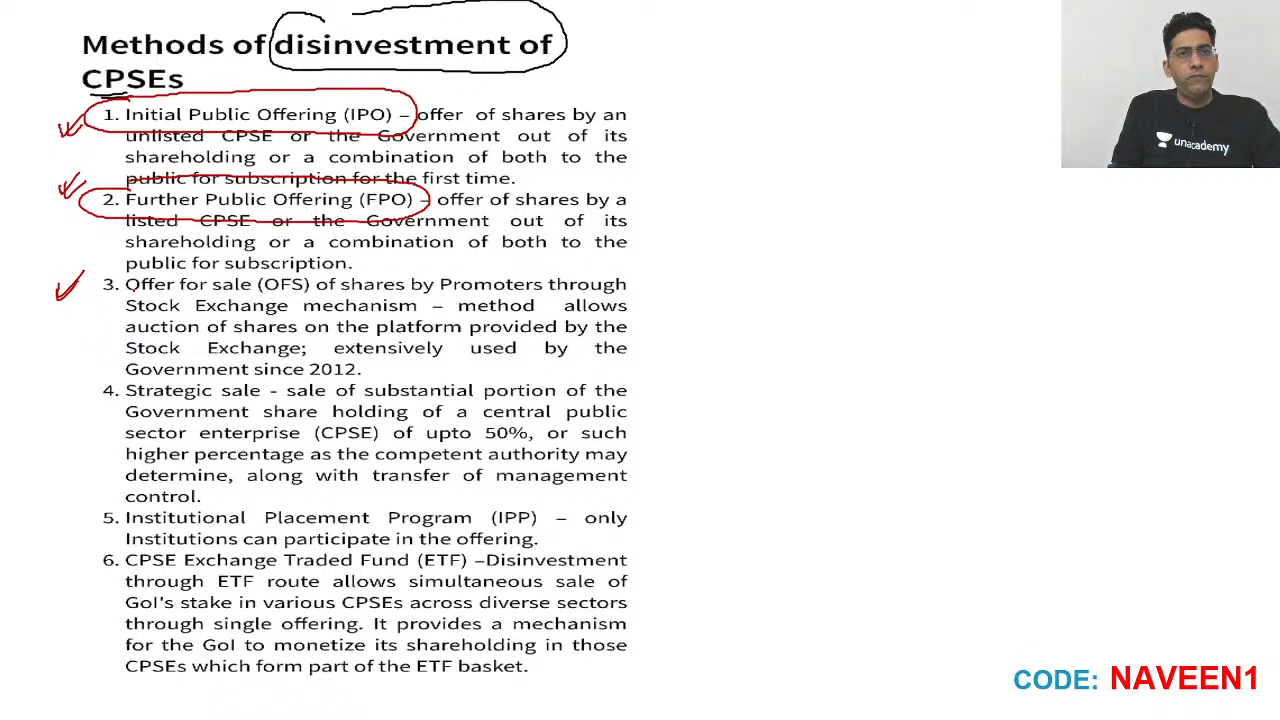 Methods of disinvestment of
CPSEs
1. Initial Public Offering (IPO) – offer of shares by an
unlisted CPSE or the Government out of its
shareholding or a combination of both to the
public for subscription for the first time.
2. Further Public Offering (FPO) – offer of shares by a
listed CPSE or the Government out of its
shareholding or a combination of both to the
public for subscription.
3. Offer for sale (OFS) of shares by Promoters through
Stock Exchange mechanism – method allows
auction of shares on the platform provided by the
Stock Exchange; extensively used by the
Government since 2012.
4. Strategic sale - sale of substantial portion of the
Government share holding of a central public
sector enterprise (CPSE) of upto 50%, or such
higher percentage as the competent authority may
determine, along with transfer of management
control.
5. Institutional Placement Program (IPP) – only
Institutions can participate in the offering.
6. CPSE Exchange Traded Fund (ETF) –Disinvestment
through ETF route allows simultaneous sale of
GoI's stake in various CPSEs across diverse sectors
through single offering. It provides a mechanism
for the GoI to monetize its shareholding in those
CPSEs which form part of the ETF basket.
unacademy
CODE: NAVEEN1